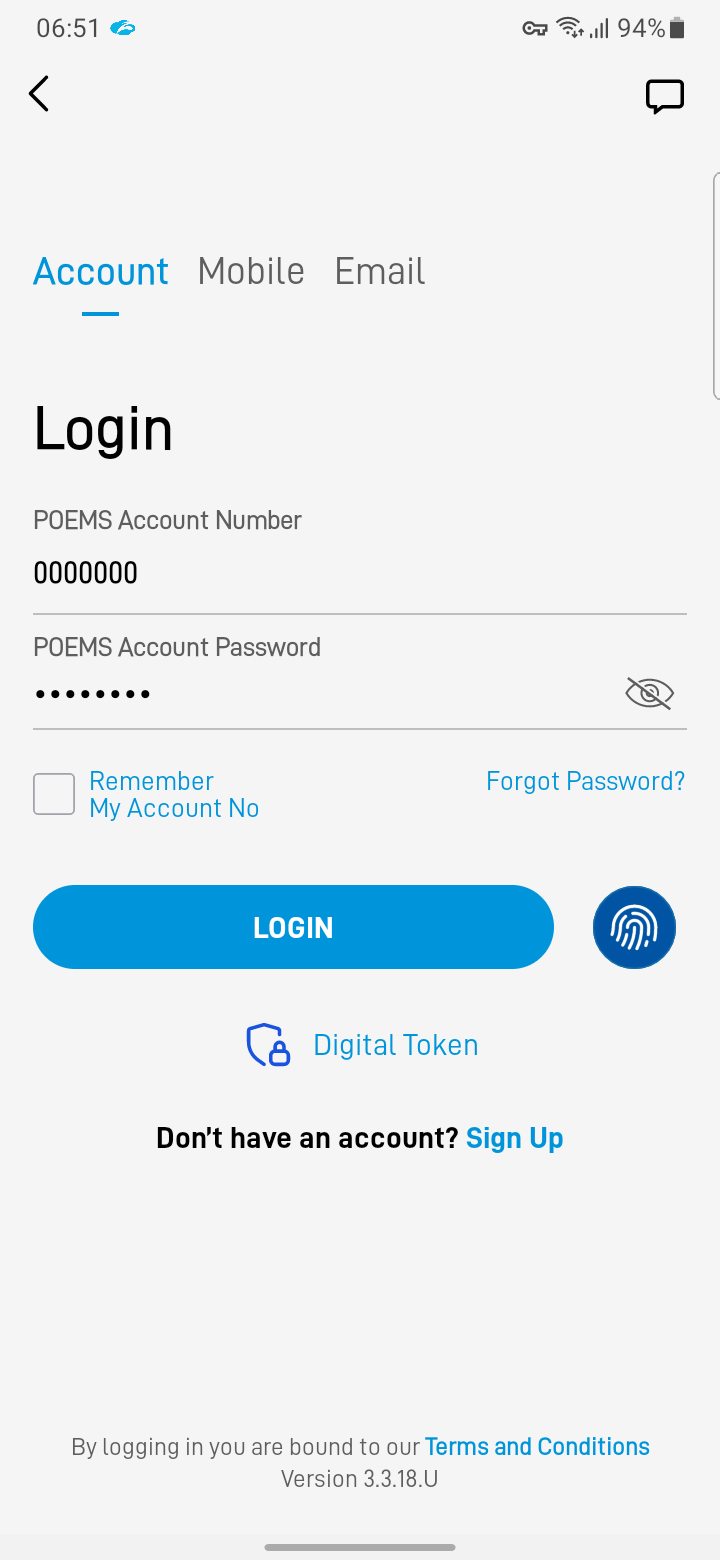 06:51
94%
Account Mobile Email
Login
POEMS Account Number
0000000
POEMS Account Password
••••••••
Remember
My Account No
Forgot Password?
LOGIN
Digital Token
Don't have an account? Sign Up
By logging in you are bound to our Terms and Conditions
Version 3.3.18.U